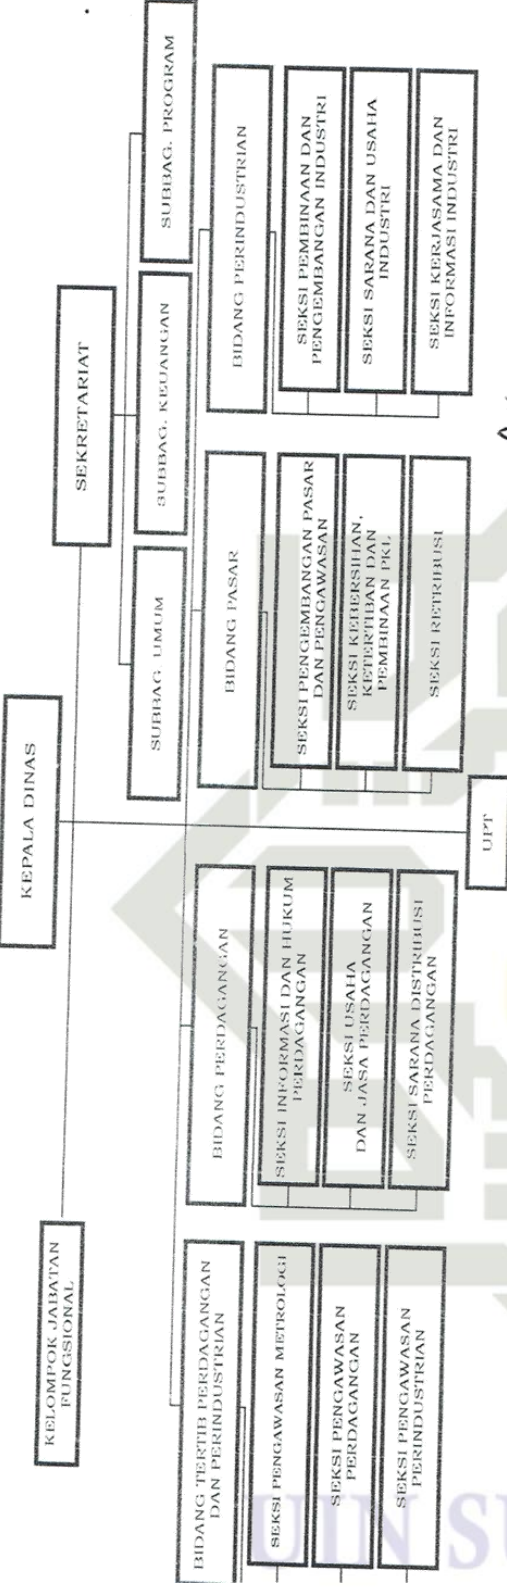 KEPALA DINAS
KELOMPOK JABATAN
FUNGSIONAL
SEKRETARIAT
SUBBAG. UMUM
SUBBAG. KEUANGAN
SUBBAG. PROGRAM
BIDANG TERTIB PERDAGANGAN
DAN PERINDUSTRIAN
SEKSI PENGAWASAN METROLOGI
SEKSI PENGAWASAN
PERDAGANGAN
SEKSI PENGAWASAN
PERINDUSTRIAN
BIDANG PERDAGANGAN
SEKSI INFORMASI DAN HUKUM
PERDAGANGAN
SEKSI USAHA
DAN JASA PERDAGANGAN
SEKSI SARANA DISTRIBUSI
PERDAGANGAN
BIDANG PASAR
SEKSI PENGEMBANGAN PASAR
DAN PENGAWASAN
SEKSI KEBERSIHAN,
KETERTIBAN DAN
PEMBINAAN PKL
SEKSI RETRIBUSI
BIDANG PERINDUSTRIAN
SEKSI PEMBINAAN DAN
PENGEMBANGAN INDUSTRI
SEKSI SARANA DAN USAHA
INDUSTRI
SEKSI KERJASAMA DAN
INFORMASI INDUSTRI
UPT
UIN SU